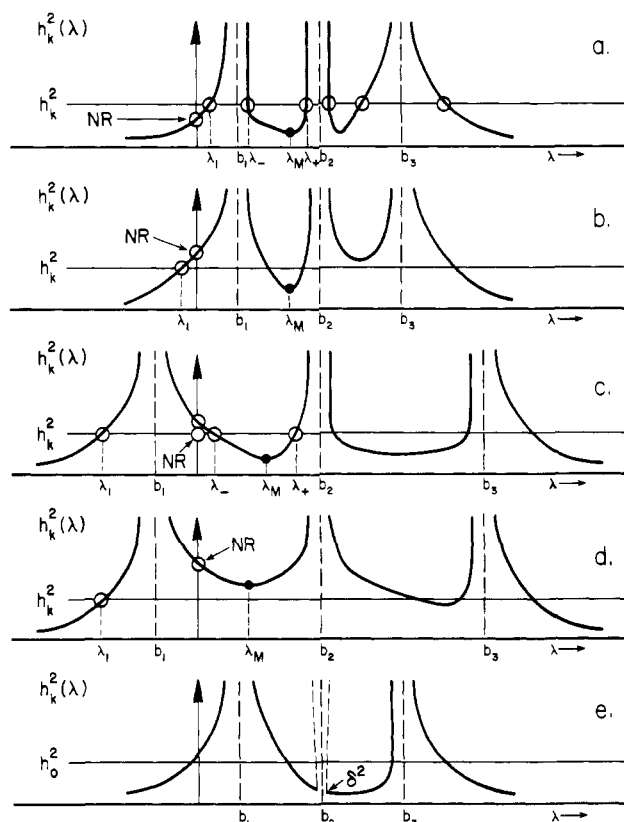 h_k^2(λ)
a.
h_k^2
NR
λ_1 b_1 λ_- λ_M λ_+ b_2 b_3 λ→
h_k^2(λ)
b.
NR
h_k^2
λ_1 b_1 λ_M b_2 b_3 λ→
h_k^2(λ)
c.
h_k^2
NR
λ_1 b_1 λ_- λ_M λ_+ b_2 b_3 λ→
h_k^2(λ)
d.
NR
h_k^2
λ_1 b_1 λ_M b_2 b_3 λ→
h_k^2(λ)
e.
h_0^2
δ^2
λ→